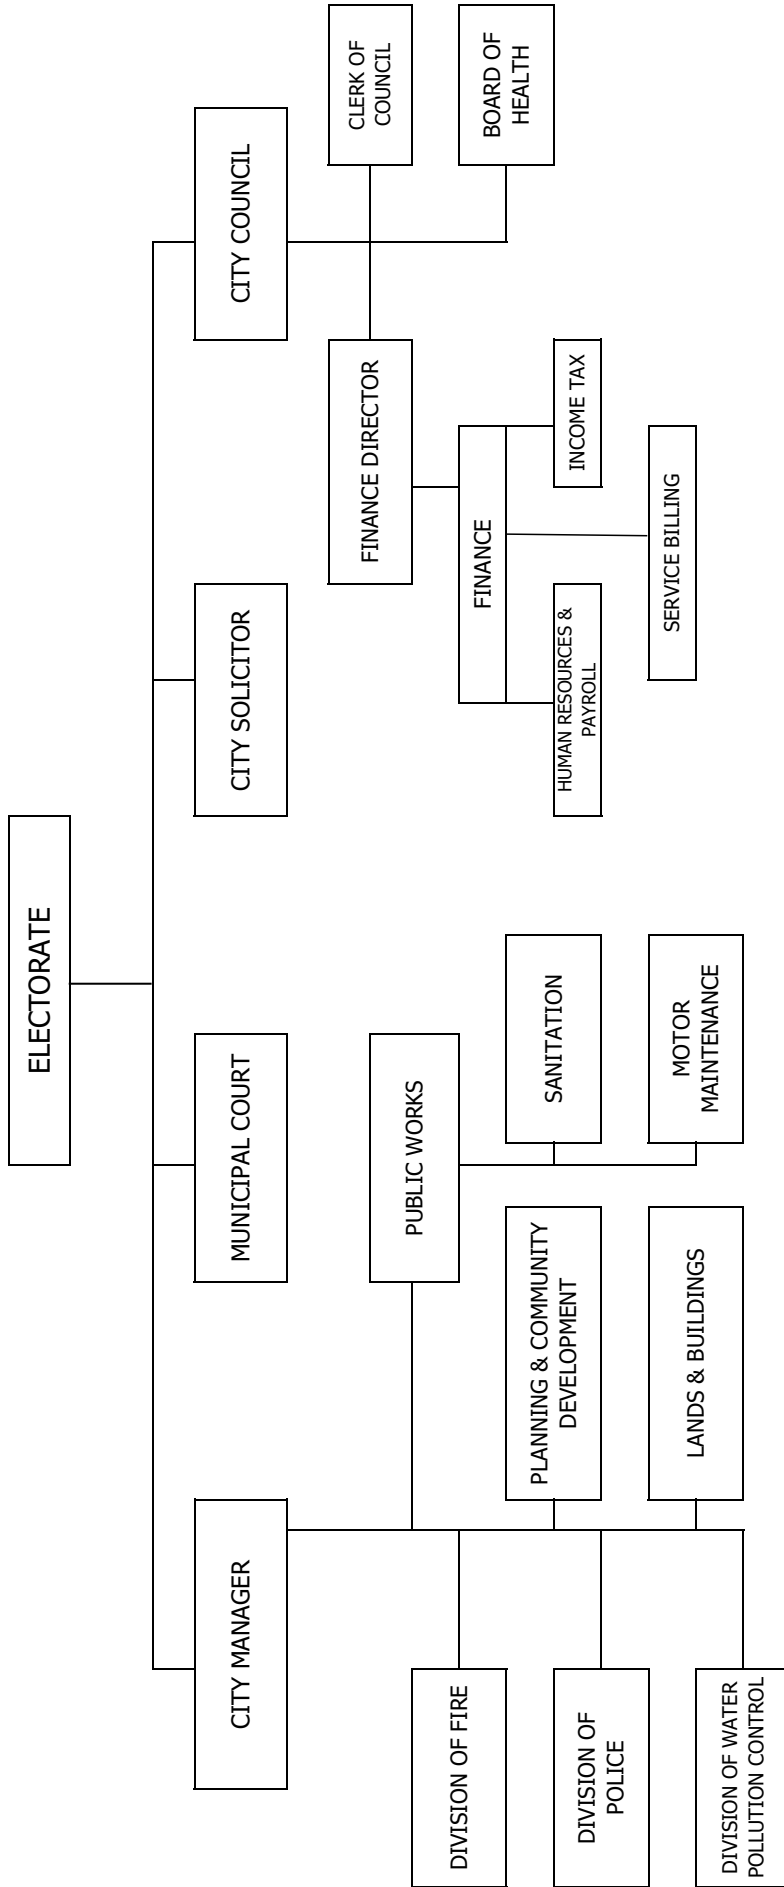 ELECTORATE
CITY MANAGER
MUNICIPAL COURT
CITY SOLICITOR
CITY COUNCIL
FINANCE DIRECTOR
CLERK OF
COUNCIL
PUBLIC WORKS
DIVISION OF FIRE
FINANCE
BOARD OF
HEALTH
PLANNING & COMMUNITY
DEVELOPMENT
SANITATION
DIVISION OF
POLICE
HUMAN RESOURCES &
PAYROLL
INCOME TAX
LANDS & BUILDINGS
MOTOR
MAINTENANCE
SERVICE BILLING
DIVISION OF WATER
POLLUTION CONTROL